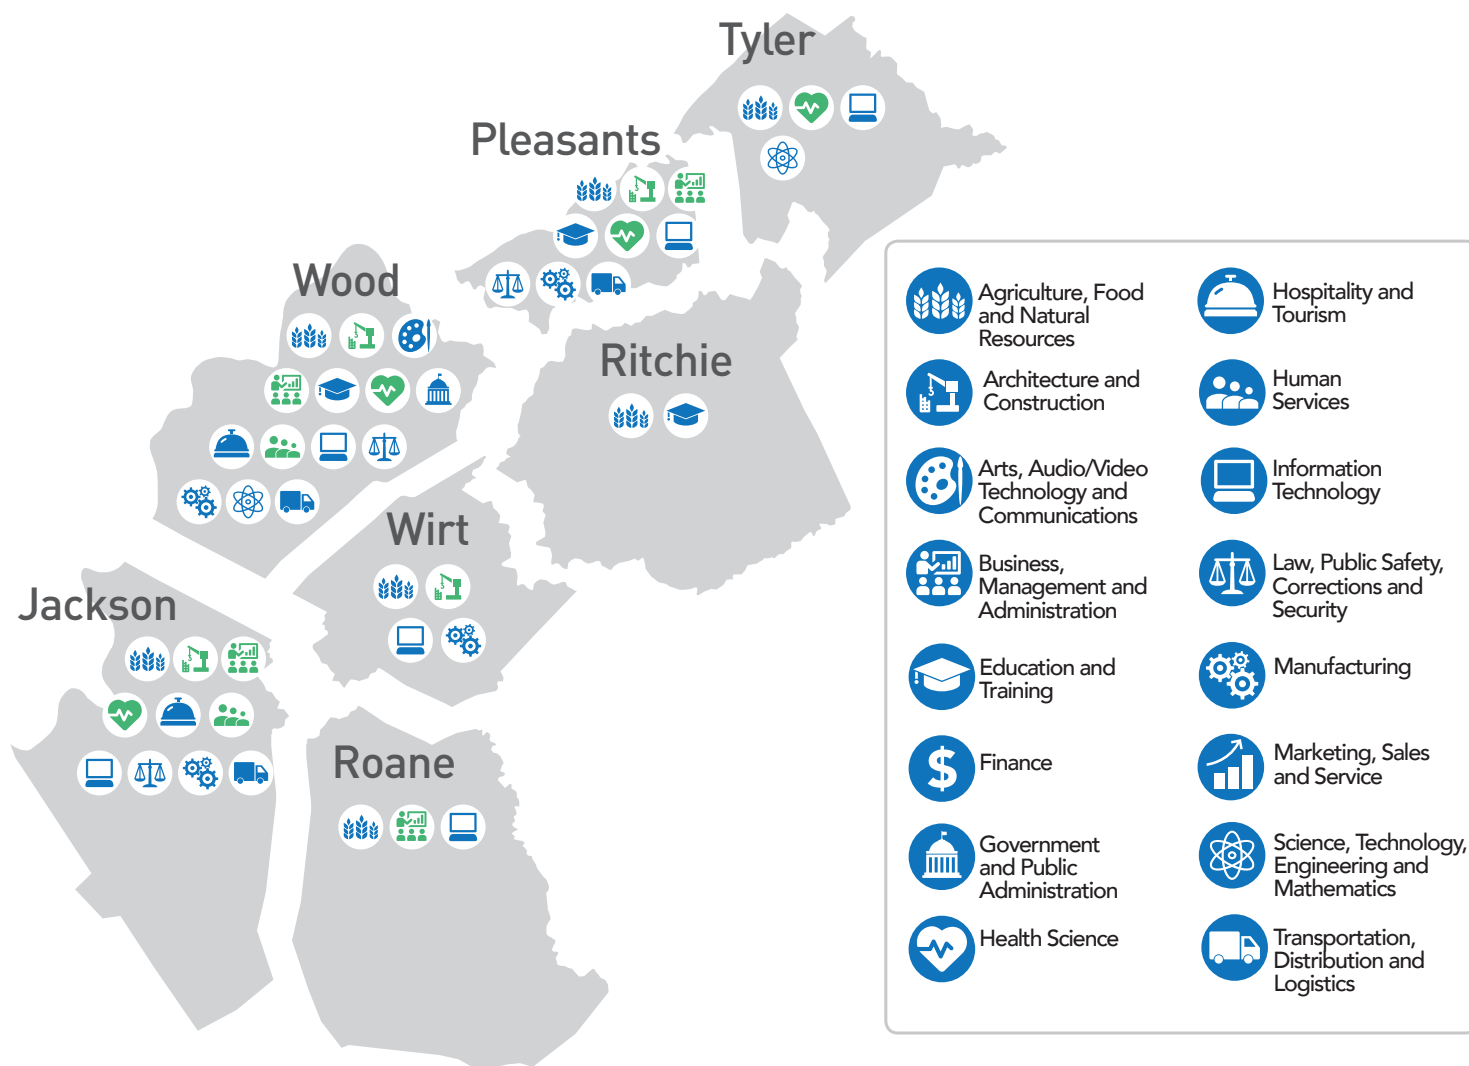 Tyler
Pleasants
Wood
Ritchie
Wirt
Jackson
Roane
Agriculture, Food
and Natural
Resources
Architecture and
Construction
Arts, Audio/Video
Technology and
Communications
Business,
Management and
Administration
Education and
Training
$
Finance
Government
and Public
Administration
Health Science
Hospitality and
Tourism
Human
Services
Information
Technology
Law, Public Safety,
Corrections and
Security
Manufacturing
Marketing, Sales
and Service
Science, Technology,
Engineering and
Mathematics
Transportation,
Distribution and
Logistics